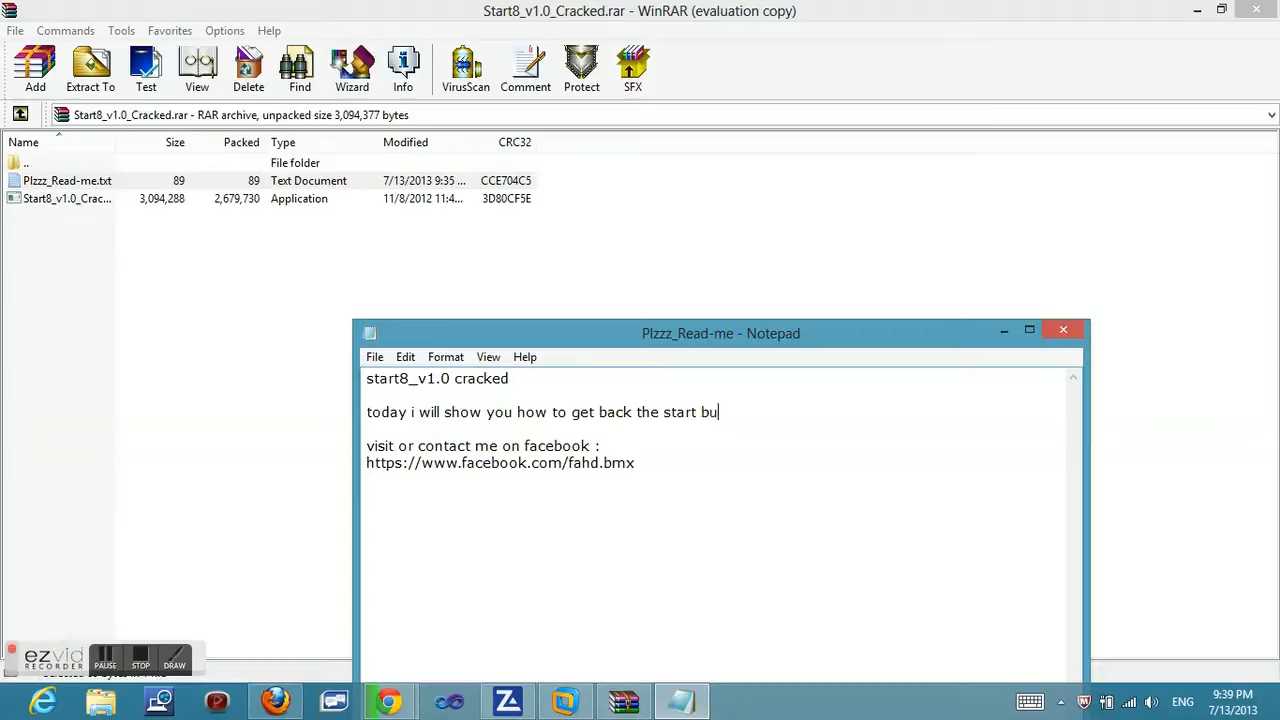 Start8_v1.0_Cracked.rar - WinRAR (evaluation copy)
File Commands Tools Favorites Options Help
Add Extract To Test View Delete Find Wizard Info VirusScan Comment Protect SFX
Start8_v1.0_Cracked.rar - RAR archive, unpacked size 3,094,377 bytes
Name Size Packed Type Modified CRC32
.. File folder
Plzzz_Read-me.txt 89 89 Text Document 7/13/2013 9:35 ... CCE704C5
Start8_v1.0_Crac... 3,094,288 2,679,730 Application 11/8/2012 11:4... 3D80CF5E
Plzzz_Read-me - Notepad
File Edit Format View Help
start8_v1.0 cracked
today i will show you how to get back the start bu
visit or contact me on facebook :
https://www.facebook.com/fahd.bmx
ezvid
RECORDER
PAUSE STOP DRAW
ENG
9:39 PM
7/13/2013